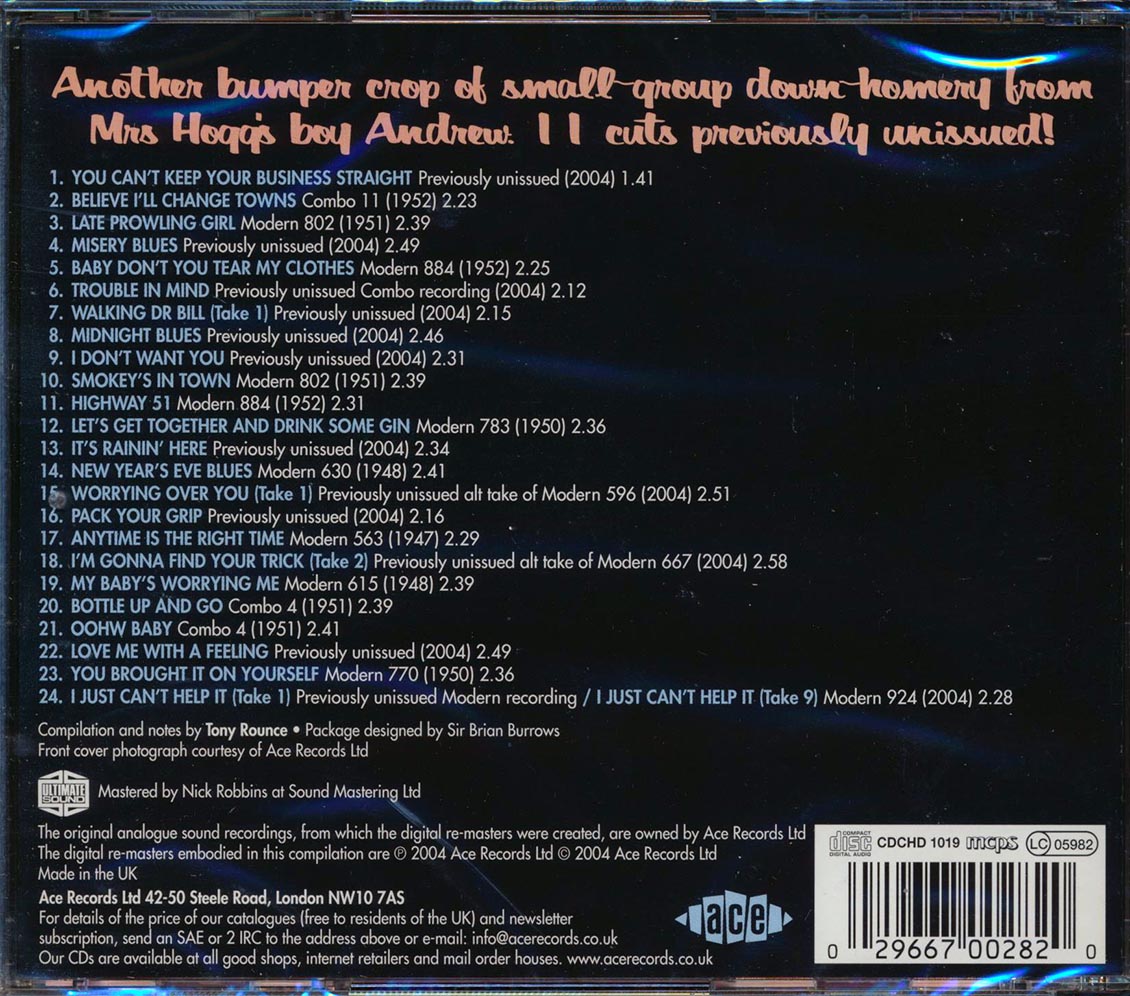 Another bumper crop of small-group down-homery from
Mrs Hogg's boy Andrew. 11 cuts previously unissued!
1. YOU CAN'T KEEP YOUR BUSINESS STRAIGHT Previously unissued (2004) 1.41
2. BELIEVE I'LL CHANGE TOWNS Combo 11 (1952) 2.23
3. LATE PROWLING GIRL Modern 802 (1951) 2.39
4. MISERY BLUES Previously unissued (2004) 2.49
5. BABY DON'T YOU TEAR MY CLOTHES Modern 884 (1952) 2.25
6. TROUBLE IN MIND Previously unissued Combo recording (2004) 2.12
7. WALKING DR BILL (Take 1) Previously unissued (2004) 2.15
8. MIDNIGHT BLUES Previously unissued (2004) 2.46
9. I DON'T WANT YOU Previously unissued (2004) 2.31
10. SMOKEY'S IN TOWN Modern 802 (1951) 2.39
11. HIGHWAY 51 Modern 884 (1952) 2.31
12. LET'S GET TOGETHER AND DRINK SOME GIN Modern 783 (1950) 2.36
13. IT'S RAININ' HERE Previously unissued (2004) 2.34
14. NEW YEAR'S EVE BLUES Modern 630 (1948) 2.41
15. WORRYING OVER YOU (Take 1) Previously unissued alt take of Modern 596 (2004) 2.51
16. PACK YOUR GRIP Previously unissued (2004) 2.16
17. ANYTIME IS THE RIGHT TIME Modern 563 (1947) 2.29
18. I'M GONNA FIND YOUR TRICK (Take 2) Previously unissued alt take of Modern 667 (2004) 2.58
19. MY BABY'S WORRYING ME Modern 615 (1948) 2.39
20. BOTTLE UP AND GO Combo 4 (1951) 2.39
21. OOHW BABY Combo 4 (1951) 2.41
22. LOVE ME WITH A FEELING Previously unissued (2004) 2.49
23. YOU BROUGHT IT ON YOURSELF Modern 770 (1950) 2.36
24. I JUST CAN'T HELP IT (Take 1) Previously unissued Modern recording / I JUST CAN'T HELP IT (Take 9) Modern 924 (2004) 2.28
Compilation and notes by Tony Rounce • Package designed by Sir Brian Burrows
Front cover photograph courtesy of Ace Records Ltd
ULTIMATE
SOUND
Mastered by Nick Robbins at Sound Mastering Ltd
The original analogue sound recordings, from which the digital re-masters were created, are owned by Ace Records Ltd
The digital re-masters embodied in this compilation are ℗ 2004 Ace Records Ltd © 2004 Ace Records Ltd
Made in the UK
Ace Records Ltd 42-50 Steele Road, London NW10 7AS
For details of the price of our catalogues (free to residents of the UK) and newsletter
subscription, send an SAE or 2 IRC to the address above or e-mail: info@acerecords.co.uk
Our CDs are available at all good shops, internet retailers and mail order houses. www.acerecords.co.uk
ace
COMPACT
disc
DIGITAL AUDIO
CDCHD 1019
mcps
LC 05982
0 29667 00282 0